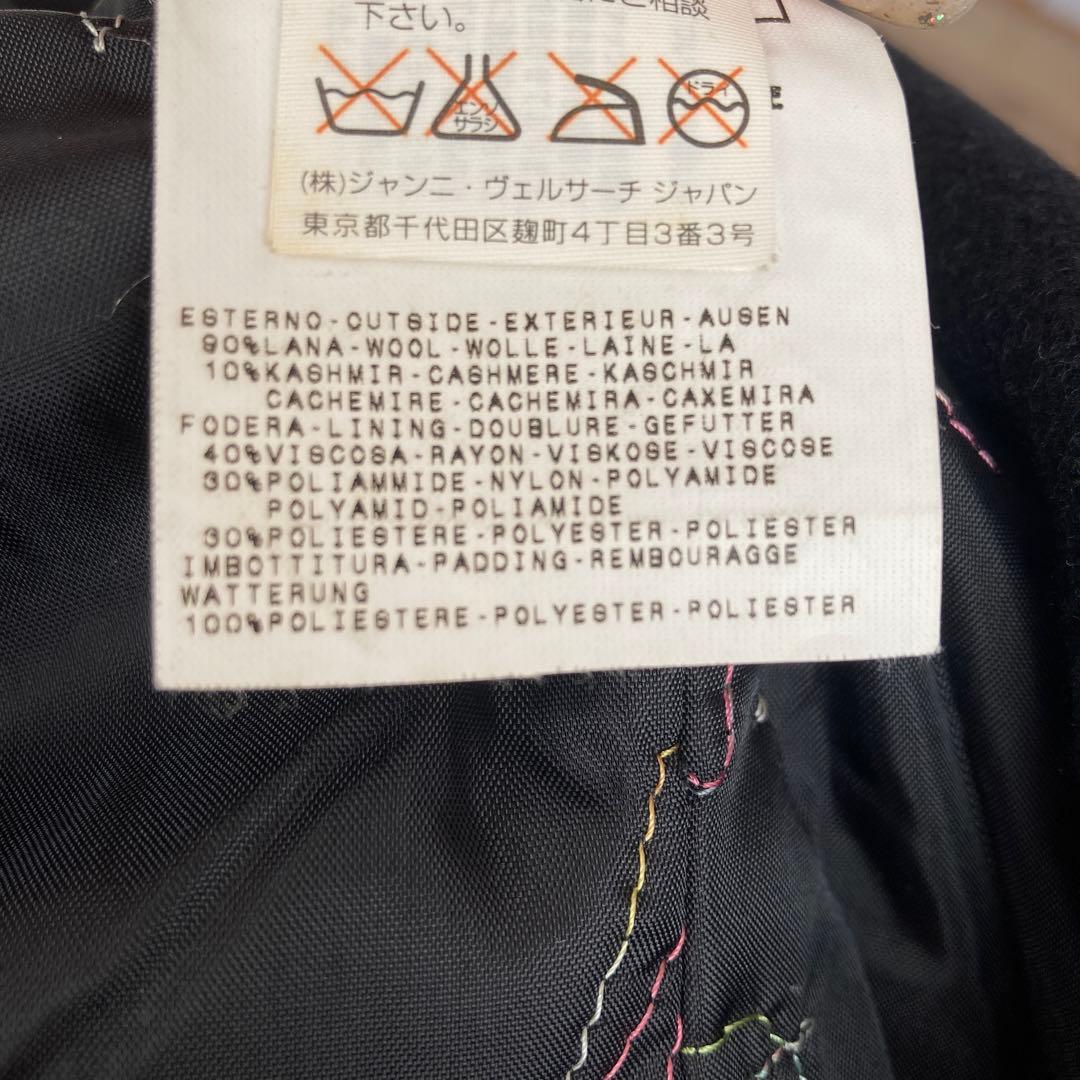 ご相談
下さい。
エンソ
サラシ
ドライ
(株)ジャンニ・ヴェルサーチ ジャパン
東京都千代田区麹町4丁目3番3号
ESTERNO-OUTSIDE-EXTERIEUR-AUSEN
90%LANA-WOOL-WOLLE-LAINE-LA
10%KASHMIR-CASHMERE-KASCHMIR
CACHEMIRE-CACHEMIRA-CAXEMIRA
FODERA-LINING-DOUBLURE-GEFUTTER
40%VISCOSA-RAYON-VISKOSE-VISCOSE
30%POLIAMMIDE-NYLON-POLYAMIDE
POLYAMID-POLIAMIDE
30%POLIESTERE-POLYESTER-POLIESTER
IMBOTTITURA-PADDING-REMBOURAGGE
WATTERUNG
100%POLIESTERE-POLYESTER-POLIESTER